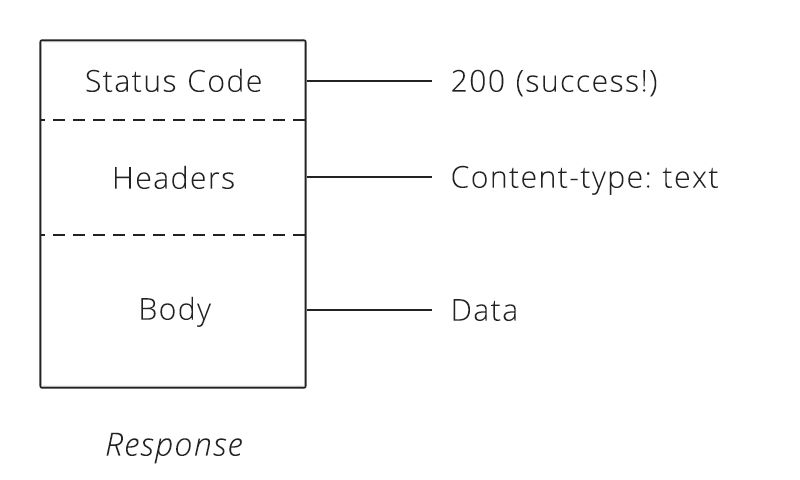 Status Code
200 (success!)
Headers
Content-type: text
Body
Data
Response